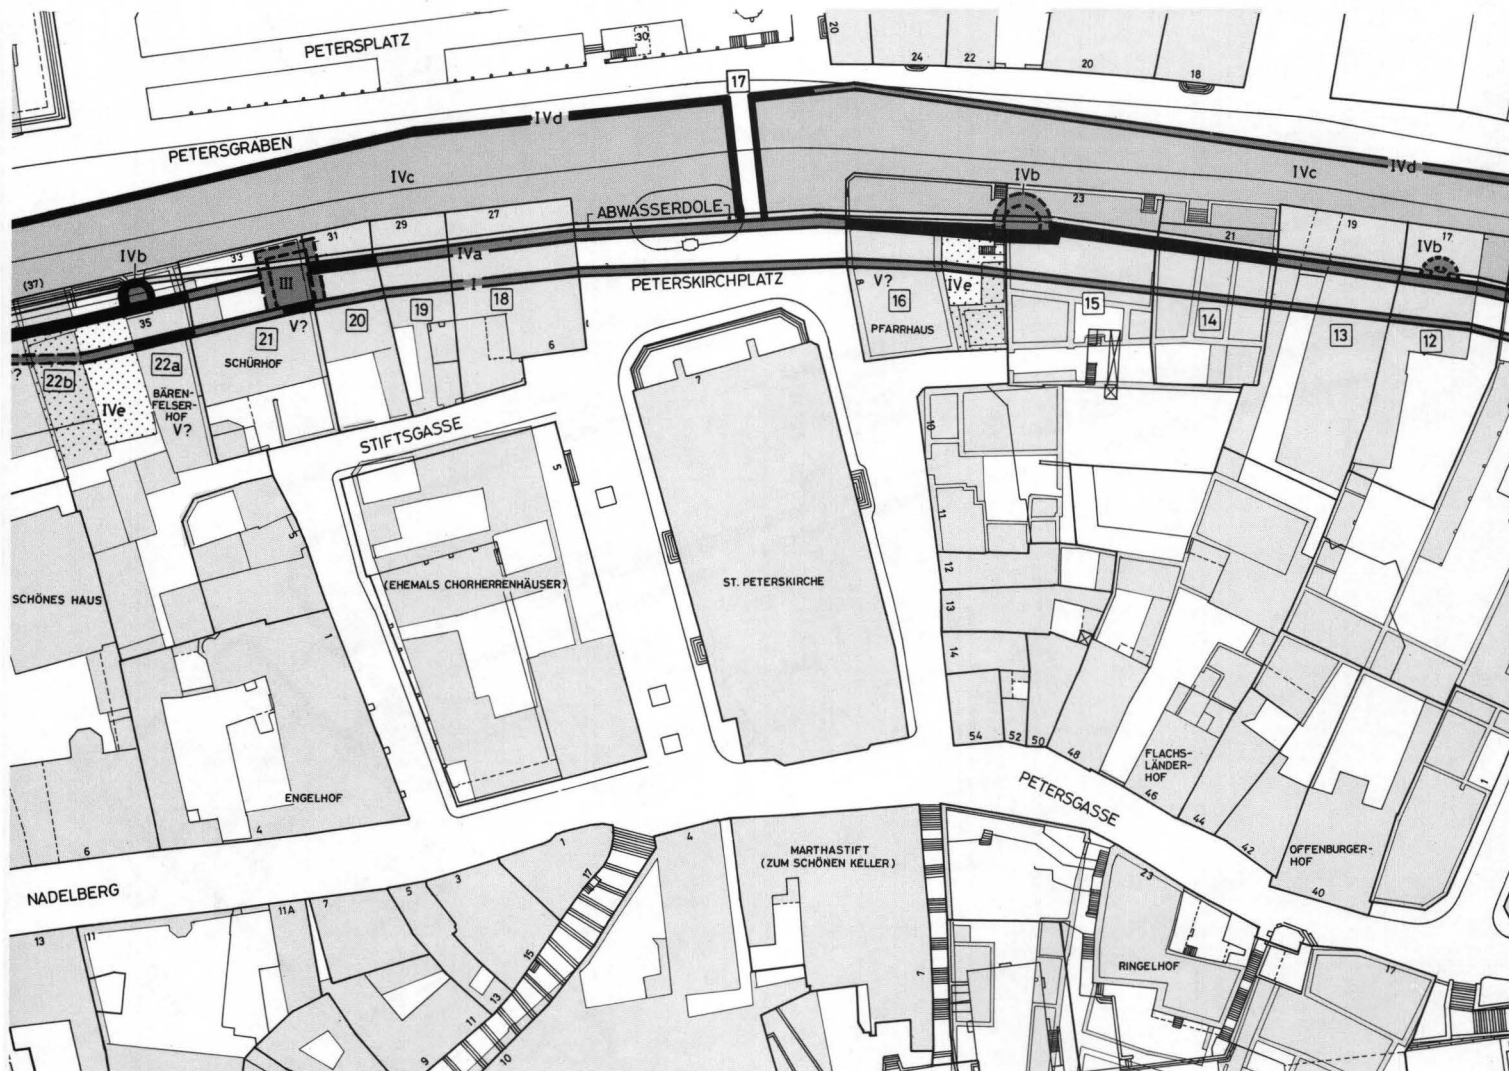 PETERSPLATZ
30
20
24
22
20
18
17
PETERSGRABEN
IVd
IVc
IVb
23
IVc
IVd
ABWASSERDOLE
27
29
31
33
IVb
(37)
III
IVa
I
35
21
19
17
IVb
PETERSKIRCHPLATZ
V?
IVe
8
16
PFARRHAUS
15
14
13
12
?
22b
22a
21
V?
20
19
18
6
SCHÜRHOF
BÄREN-
FELSER-
HOF
V?
IVe
STIFTSGASSE
7
5
10
11
12
13
14
5
SCHÖNES HAUS
(EHEMALS CHORHERRENHÄUSER)
ST. PETERSKIRCHE
1
ENGELHOF
4
6
54
52
50
48
46
44
42
40
FLACHS-
LÄNDER-
HOF
1
PETERSGASSE
OFFENBURGER-
HOF
NADELBERG
13
11
11A
7
5
3
1
17
15
13
11
9
10
4
MARTHASTIFT
(ZUM SCHÖNEN KELLER)
7
7
23
RINGELHOF
17